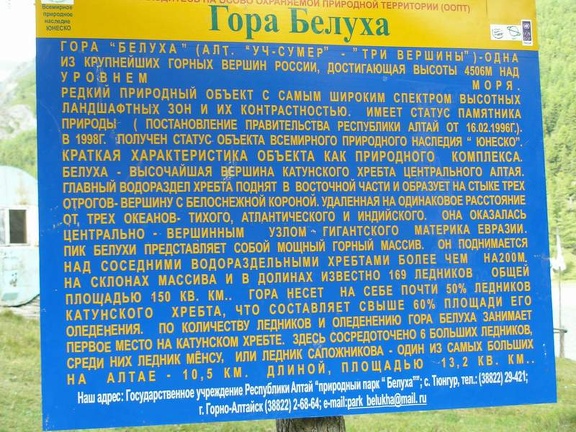 НАХОДИТЕСЬ НА ОСОБО ОХРАНЯЕМОЙ ПРИРОДНОЙ ТЕРРИТОРИИ (ООПТ)
Всемирное
природное
наследие
ЮНЕСКО
Гора Белуха
ГОРА "БЕЛУХА" (АЛТ. "УЧ-СУМЕР" - "ТРИ ВЕРШИНЫ")-ОДНА
ИЗ КРУПНЕЙШИХ ГОРНЫХ ВЕРШИН РОССИИ, ДОСТИГАЮЩАЯ ВЫСОТЫ 4506М НАД
УРОВНЕМ МОРЯ.
РЕДКИЙ ПРИРОДНЫЙ ОБЪЕКТ С САМЫМ ШИРОКИМ СПЕКТРОМ ВЫСОТНЫХ
ЛАНДШАФТНЫХ ЗОН И ИХ КОНТРАСТНОСТЬЮ. ИМЕЕТ СТАТУС ПАМЯТНИКА
ПРИРОДЫ ( ПОСТАНОВЛЕНИЕ ПРАВИТЕЛЬСТВА РЕСПУБЛИКИ АЛТАЙ ОТ 16.02.1996Г.).
В 1998Г. ПОЛУЧЕН СТАТУС ОБЪЕКТА ВСЕМИРНОГО ПРИРОДНОГО НАСЛЕДИЯ " ЮНЕСКО".
КРАТКАЯ ХАРАКТЕРИСТИКА ОБЪЕКТА КАК ПРИРОДНОГО КОМПЛЕКСА.
БЕЛУХА - ВЫСОЧАЙШАЯ ВЕРШИНА КАТУНСКОГО ХРЕБТА ЦЕНТРАЛЬНОГО АЛТАЯ.
ГЛАВНЫЙ ВОДОРАЗДЕЛ ХРЕБТА ПОДНЯТ В ВОСТОЧНОЙ ЧАСТИ И ОБРАЗУЕТ НА СТЫКЕ ТРЕХ
ОТРОГОВ- ВЕРШИНУ С БЕЛОСНЕЖНОЙ КОРОНОЙ. УДАЛЕННАЯ НА ОДИНАКОВОЕ РАССТОЯНИЕ
ОТ ТРЕХ ОКЕАНОВ- ТИХОГО, АТЛАНТИЧЕСКОГО И ИНДИЙСКОГО. ОНА ОКАЗАЛАСЬ
ЦЕНТРАЛЬНО - ВЕРШИННЫМ УЗЛОМ ГИГАНТСКОГО МАТЕРИКА ЕВРАЗИИ.
ПИК БЕЛУХИ ПРЕДСТАВЛЯЕТ СОБОЙ МОЩНЫЙ ГОРНЫЙ МАССИВ. ОН ПОДНИМАЕТСЯ
НАД СОСЕДНИМИ ВОДОРАЗДЕЛЬНЫМИ ХРЕБТАМИ БОЛЕЕ ЧЕМ НА200М.
НА СКЛОНАХ МАССИВА И В ДОЛИНАХ ИЗВЕСТНО 169 ЛЕДНИКОВ ОБЩЕЙ
ПЛОЩАДЬЮ 150 КВ. КМ.. ГОРА НЕСЕТ НА СЕБЕ ПОЧТИ 50% ЛЕДНИКОВ
КАТУНСКОГО ХРЕБТА, ЧТО СОСТАВЛЯЕТ СВЫШЕ 60% ПЛОЩАДИ ЕГО
ОЛЕДЕНЕНИЯ. ПО КОЛИЧЕСТВУ ЛЕДНИКОВ И ОЛЕДЕНЕНИЮ ГОРА БЕЛУХА ЗАНИМАЕТ
ПЕРВОЕ МЕСТО НА КАТУНСКОМ ХРЕБТЕ. ЗДЕСЬ СОСРЕДОТОЧЕНО 6 БОЛЬШИХ ЛЕДНИКОВ,
СРЕДИ НИХ ЛЕДНИК МЁНСУ, ИЛИ ЛЕДНИК САПОЖНИКОВА - ОДИН ИЗ САМЫХ БОЛЬШИХ
НА АЛТАЕ - 10,5 КМ. ДЛИНОЙ, ПЛОЩАДЬЮ 13,2 КВ. КМ..
Наш адрес: Государственное учреждение Республики Алтай "природный парк " Белуха""; с. Тюнгур, тел.: (38822) 29-421;
г. Горно-Алтайск (38822) 2-68-64; e-mail:park_belukha@mail. ru